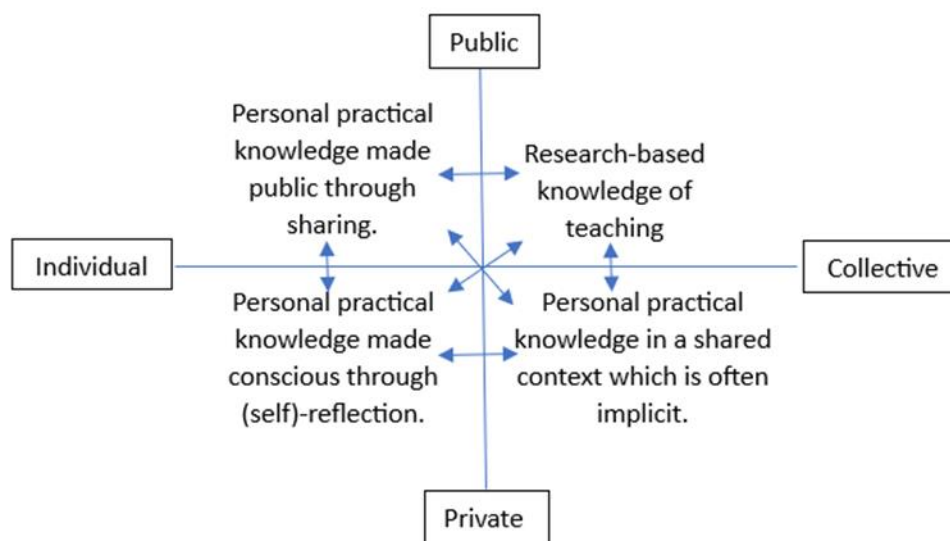 Public
Personal practical
knowledge made
public through
sharing.
Research-based
knowledge of
teaching
Individual
Collective
Personal practical
knowledge made
conscious through
(self)-reflection.
Personal practical
knowledge in a shared
context which is often
implicit.
Private